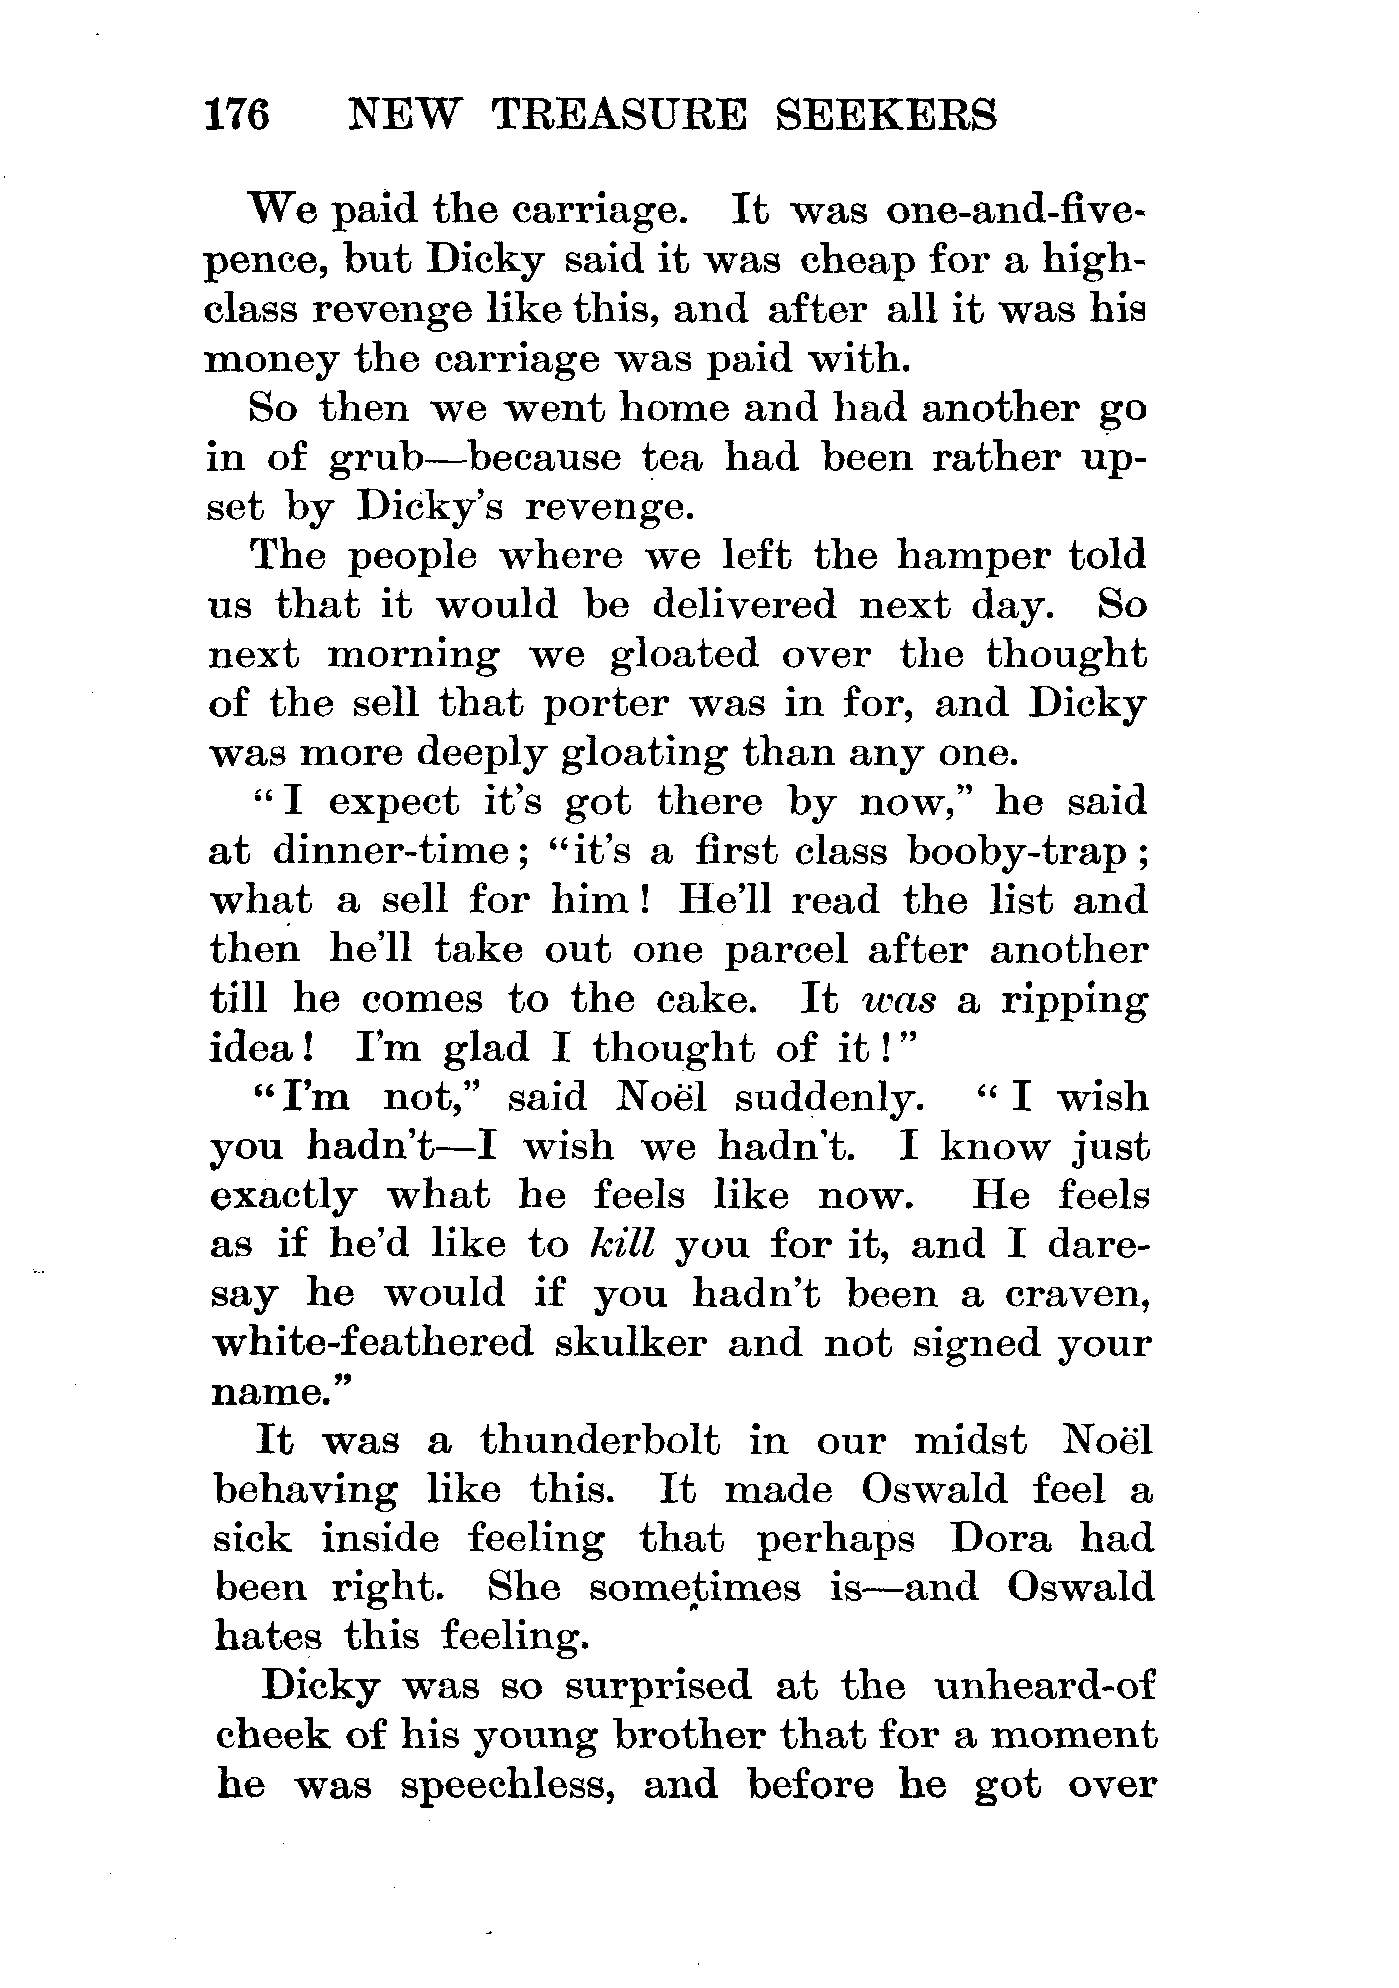 176 NEW TREASURE SEEKERS
We paid the carriage. It was one-and-five-
pence, but Dicky said it was cheap for a high-
class revenge like this, and after all it was his
money the carriage was paid with.
So then we went home and had another go
in of grub—because tea had been rather up-
set by Dicky's revenge.
The people where we left the hamper told
us that it would be delivered next day. So
next morning we gloated over the thought
of the sell that porter was in for, and Dicky
was more deeply gloating than any one.
"I expect it's got there by now," he said
at dinner-time; "it's a first class booby-trap;
what a sell for him! He'll read the list and
then he'll take out one parcel after another
till he comes to the cake. It was a ripping
idea! I'm glad I thought of it!"
"I'm not," said Noël suddenly. "I wish
you hadn't—I wish we hadn't. I know just
exactly what he feels like now. He feels
as if he'd like to kill you for it, and I dare-
say he would if you hadn't been a craven,
white-feathered skulker and not signed your
name."
It was a thunderbolt in our midst Noël
behaving like this. It made Oswald feel a
sick inside feeling that perhaps Dora had
been right. She sometimes is—and Oswald
hates this feeling.
Dicky was so surprised at the unheard-of
cheek of his young brother that for a moment
he was speechless, and before he got over